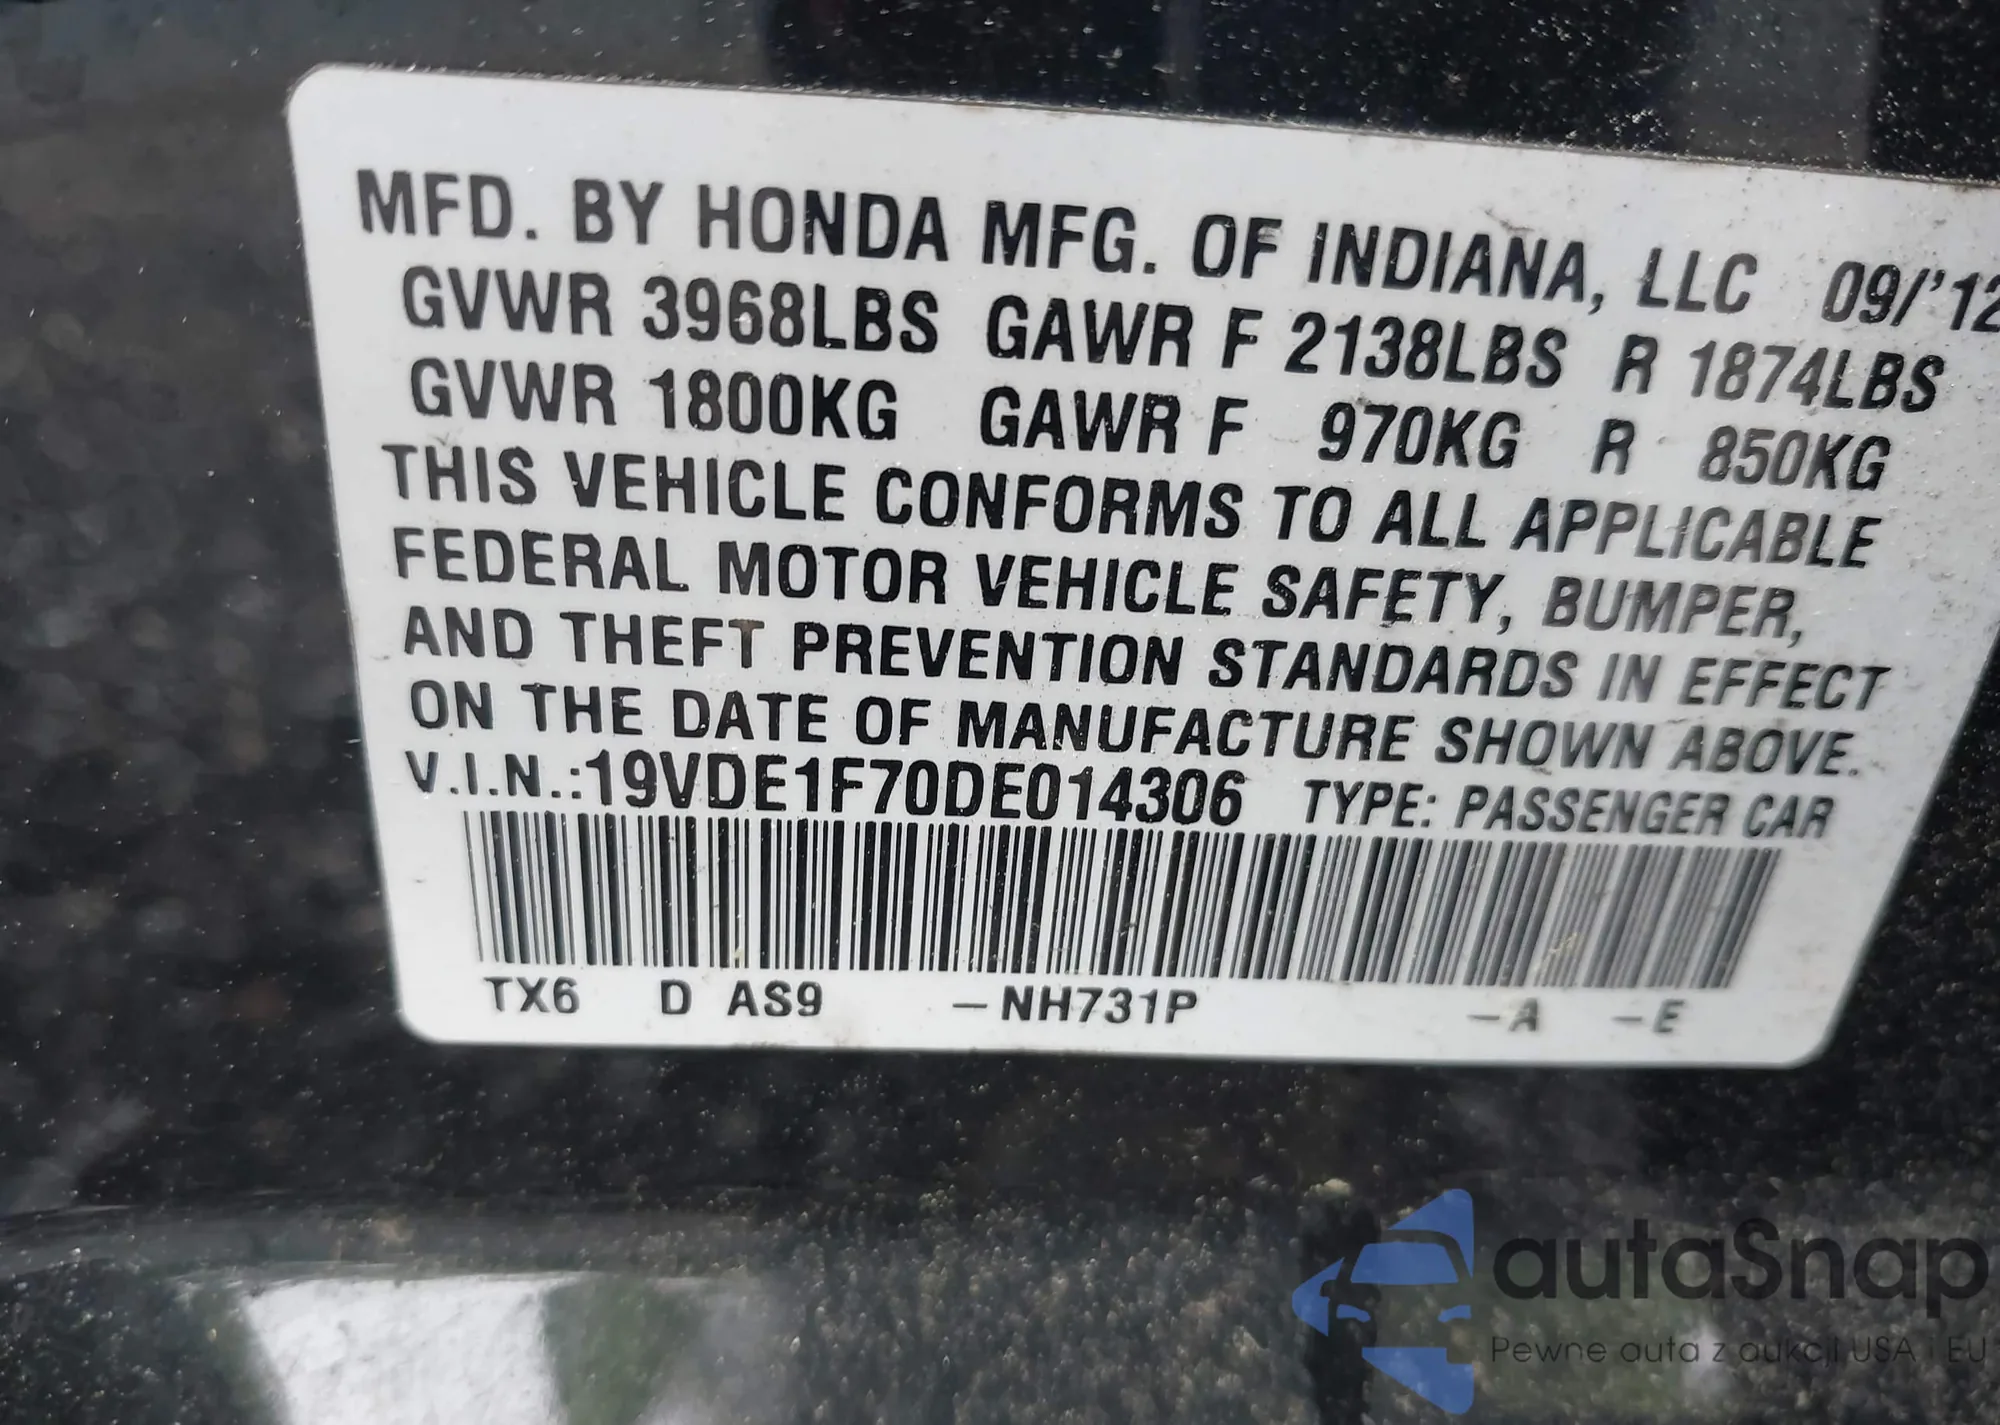 MFD. BY HONDA MFG. OF INDIANA, LLC 09/'12
GVWR 3968LBS GAWR F 2138LBS R 1874LBS
GVWR 1800KG GAWR F 970KG R 850KG
THIS VEHICLE CONFORMS TO ALL APPLICABLE
FEDERAL MOTOR VEHICLE SAFETY, BUMPER,
AND THEFT PREVENTION STANDARDS IN EFFECT
ON THE DATE OF MANUFACTURE SHOWN ABOVE.
V.I.N.:19VDE1F70DE014306 TYPE: PASSENGER CAR
TX6 D AS9 -NH731P -A -E
autaSnap
Pewne auta z aukcji USA i EU